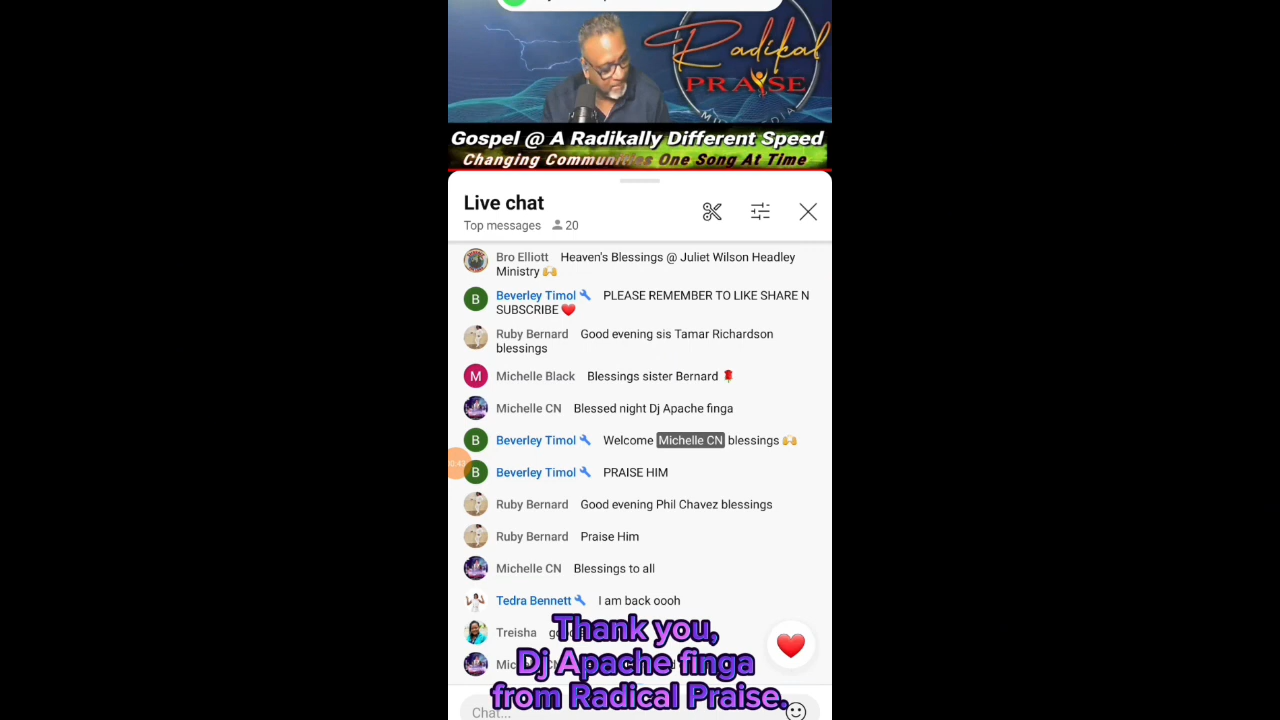 Radikal
PRAISE
Gospel @ A Radikally Different Speed
Changing Communities One Song At Time
Live chat
Top messages 20
Bro Elliott Heaven's Blessings @ Juliet Wilson Headley
Ministry 🙌
B Beverley Timol PLEASE REMEMBER TO LIKE SHARE N
SUBSCRIBE ❤️
Ruby Bernard Good evening sis Tamar Richardson
blessings
M Michelle Black Blessings sister Bernard 🌹
Michelle CN Blessed night Dj Apache finga
B Beverley Timol Welcome Michelle CN blessings 🙌
02:43
B Beverley Timol PRAISE HIM
Ruby Bernard Good evening Phil Chavez blessings
Ruby Bernard Praise Him
Michelle CN Blessings to all
Tedra Bennett I am back oooh
Treisha
Thank you,
Dj Apache finga
from Radical Praise.
Chat...